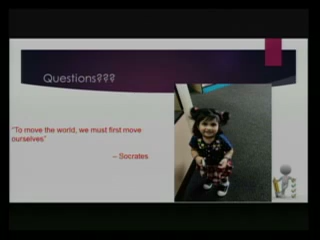 Questions???
"To move the world, we must first move
ourselves"
– Socrates